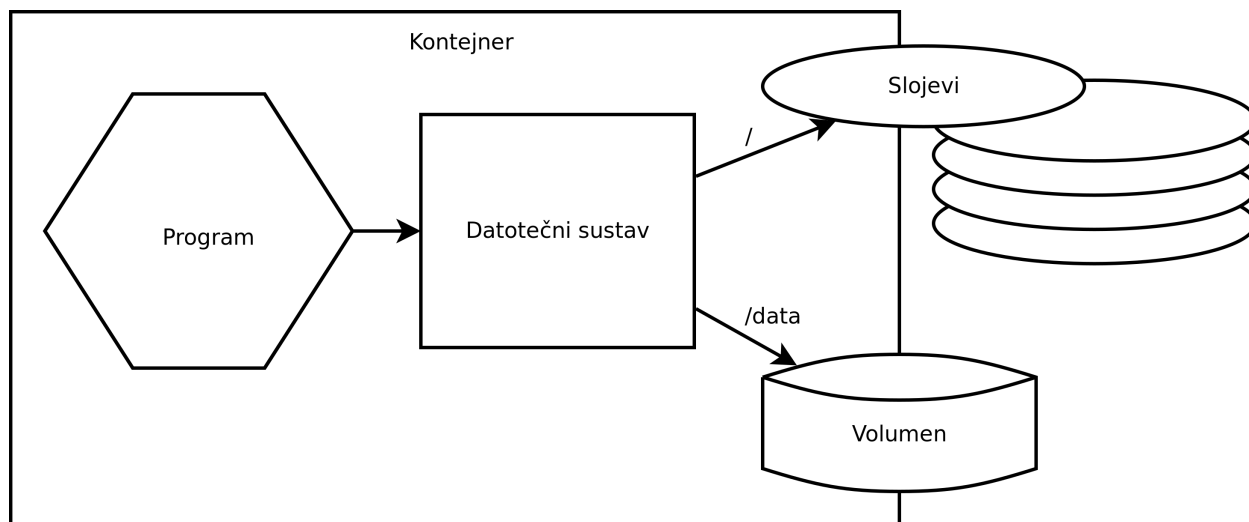 Kontejner
Slojevi
/
Program
Datotečni sustav
/data
Volumen